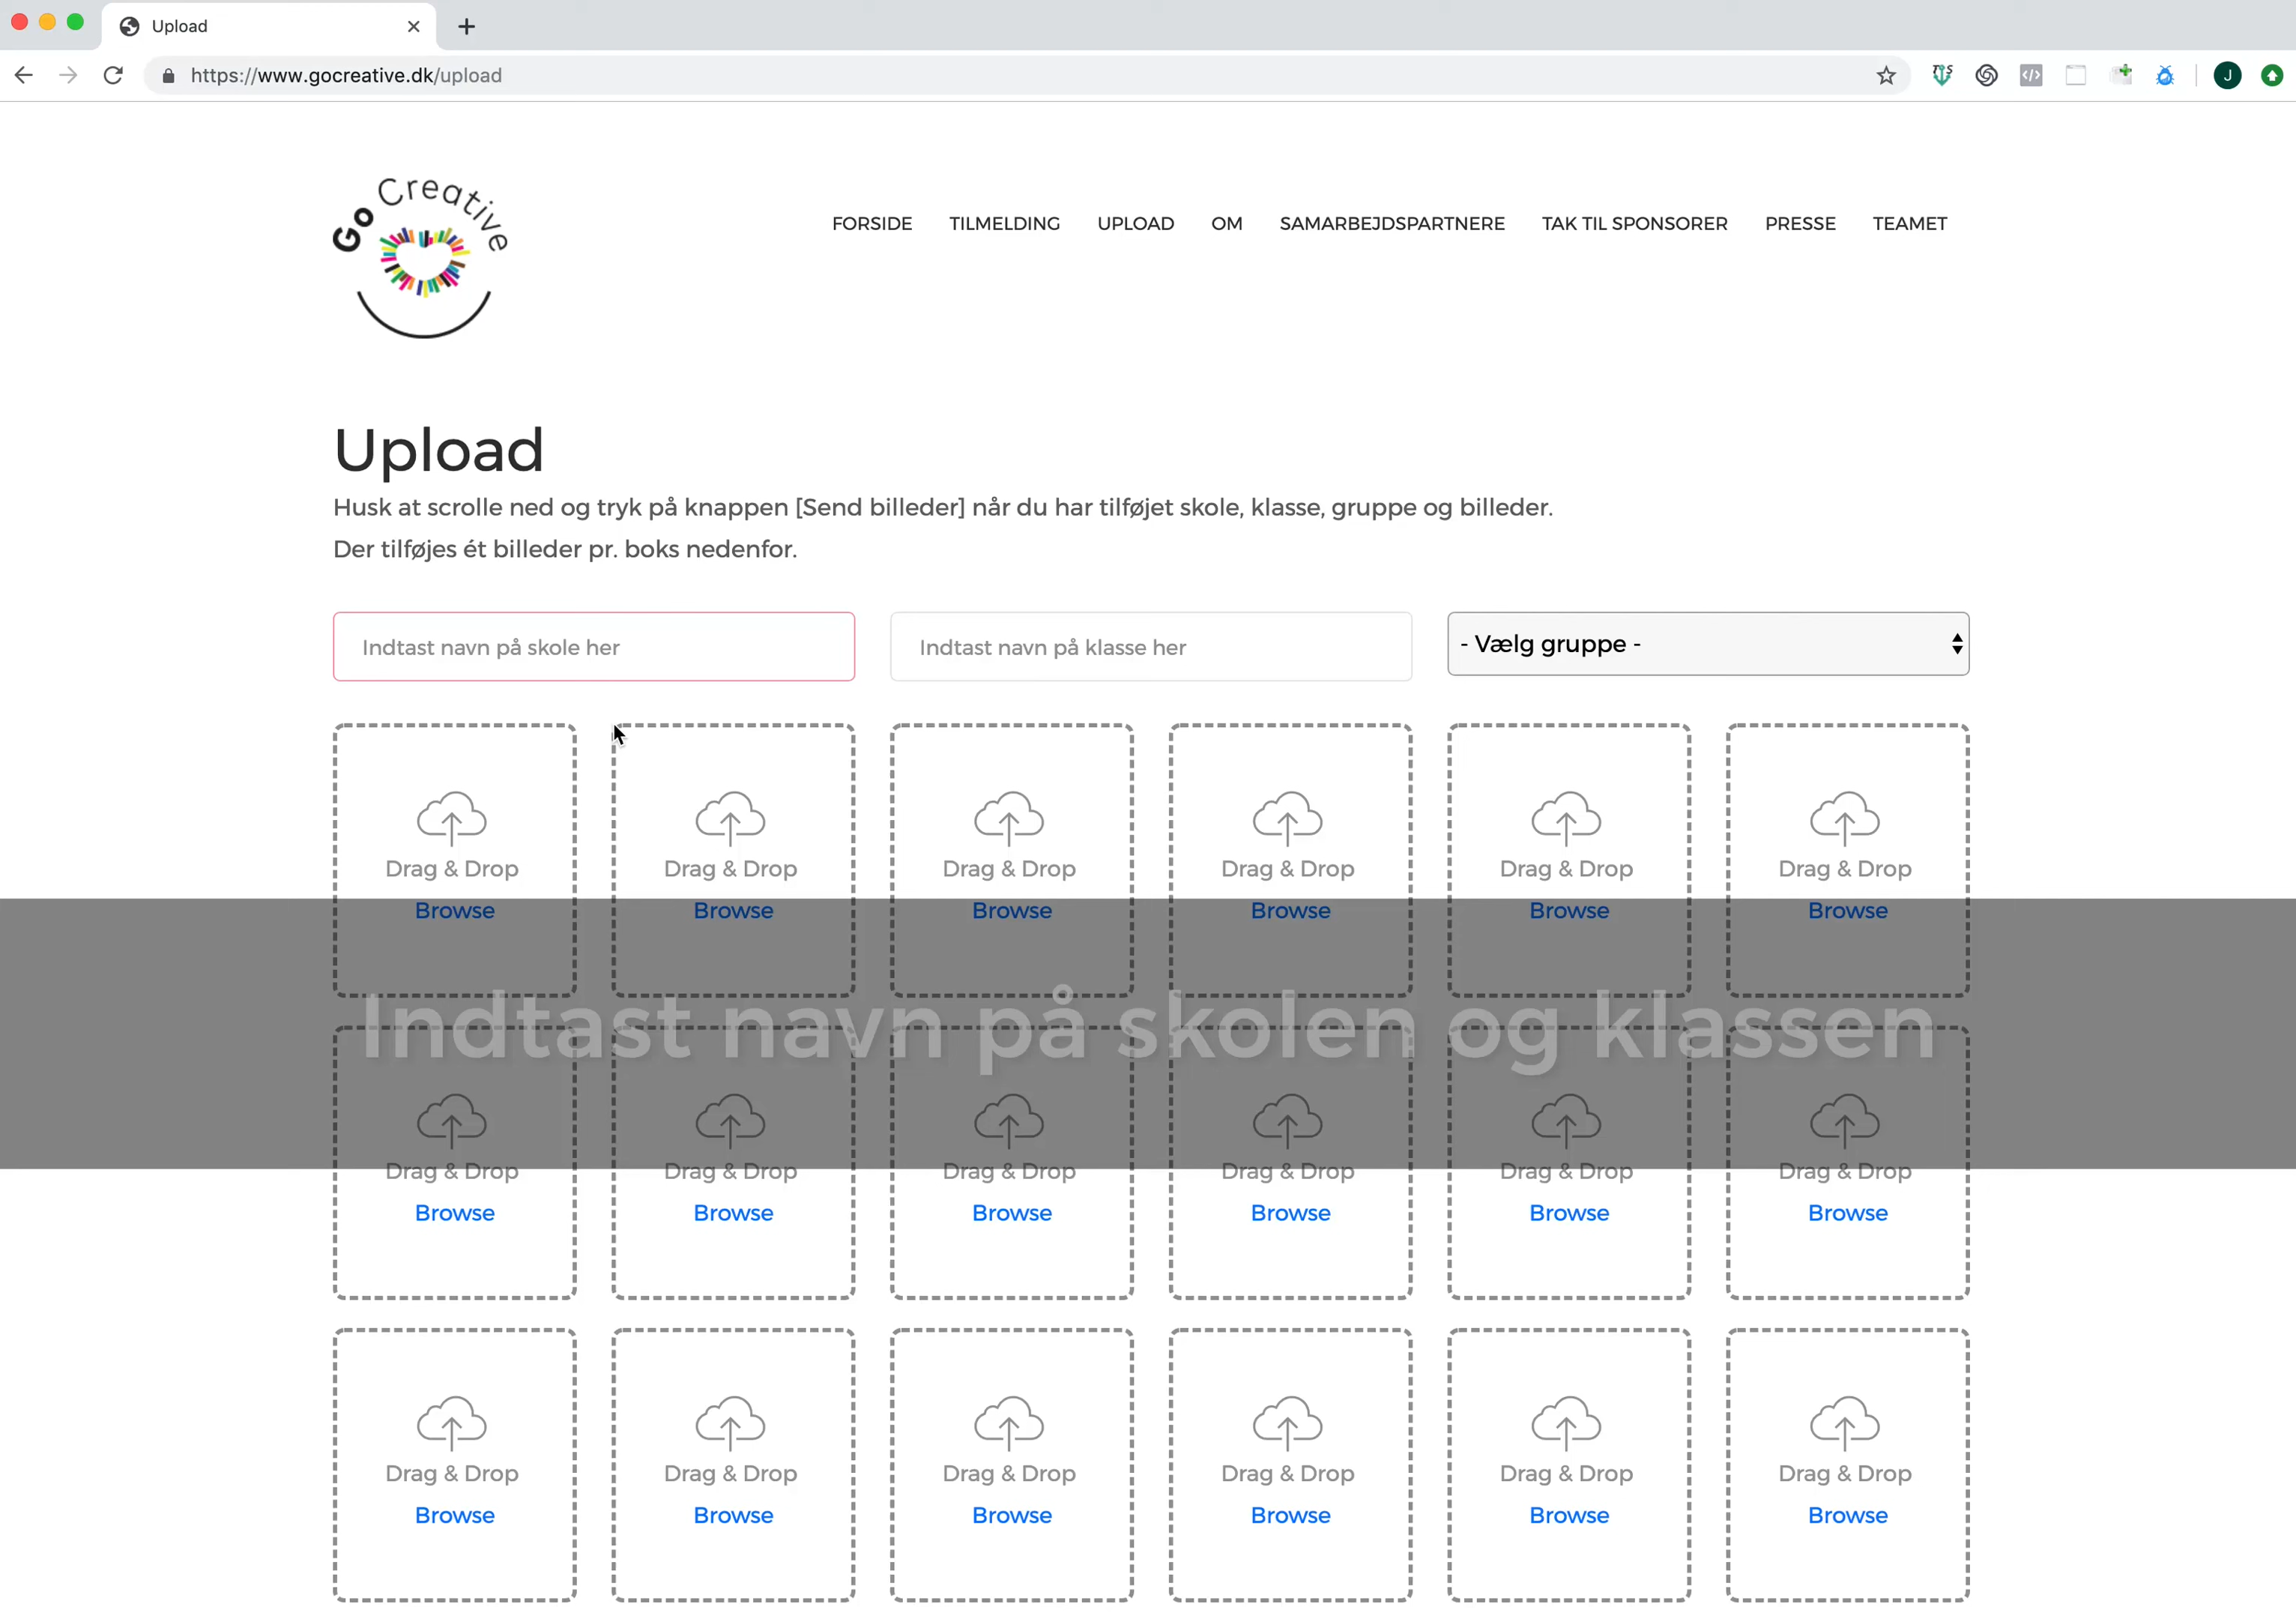 Upload
https://www.gocreative.dk/upload
J
Go Creative
FORSIDE TILMELDING UPLOAD OM SAMARBEJDSPARTNERE TAK TIL SPONSORER PRESSE TEAMET
Upload
Husk at scrolle ned og tryk på knappen [Send billeder] når du har tilføjet skole, klasse, gruppe og billeder.
Der tilføjes ét billeder pr. boks nedenfor.
Indtast navn på skole her Indtast navn på klasse her - Vælg gruppe -
Drag & Drop Drag & Drop Drag & Drop Drag & Drop Drag & Drop Drag & Drop
Browse Browse Browse Browse Browse Browse
Indtast navn på skolen og klassen
Drag & Drop Drag & Drop Drag & Drop Drag & Drop Drag & Drop Drag & Drop
Browse Browse Browse Browse Browse Browse
Drag & Drop Drag & Drop Drag & Drop Drag & Drop Drag & Drop Drag & Drop
Browse Browse Browse Browse Browse Browse